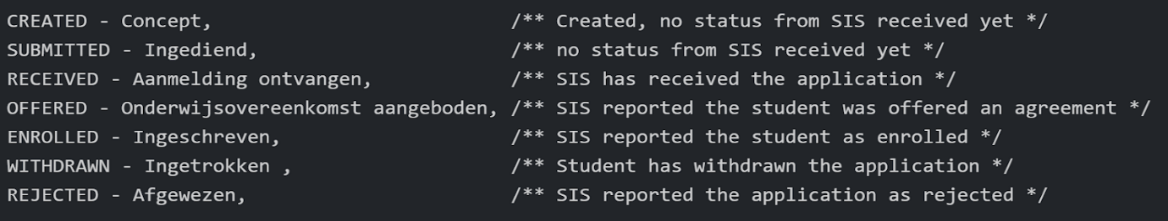 CREATED - Concept, /** Created, no status from SIS received yet */
SUBMITTED - Ingediend, /** no status from SIS received yet */
RECEIVED - Aanmelding ontvangen, /** SIS has received the application */
OFFERED - Onderwijsovereenkomst aangeboden, /** SIS reported the student was offered an agreement */
ENROLLED - Ingeschreven, /** SIS reported the student as enrolled */
WITHDRAWN - Ingetrokken , /** Student has withdrawn the application */
REJECTED - Afgewezen, /** SIS reported the application as rejected */